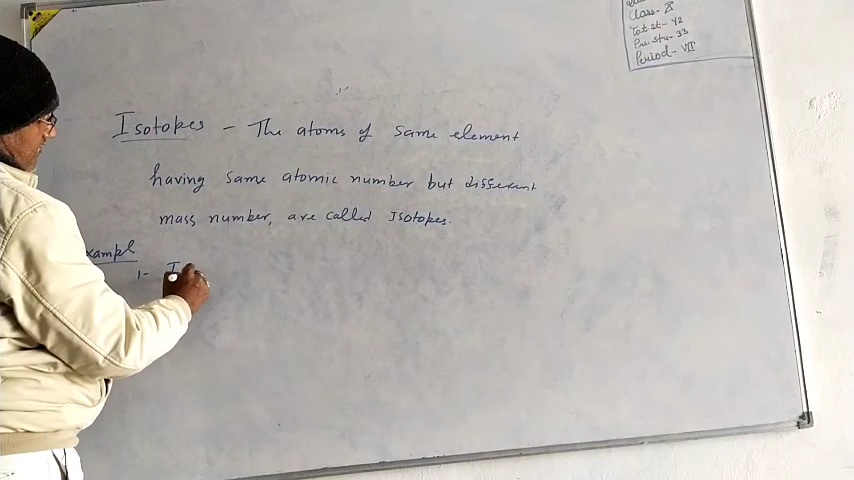 Class- X
Tot st- 42
Pre. Stu- 33
Period- VII
Isotopes - The atoms of same element
having same atomic number but different
mass number, are called Isotopes.
xampl
1- I